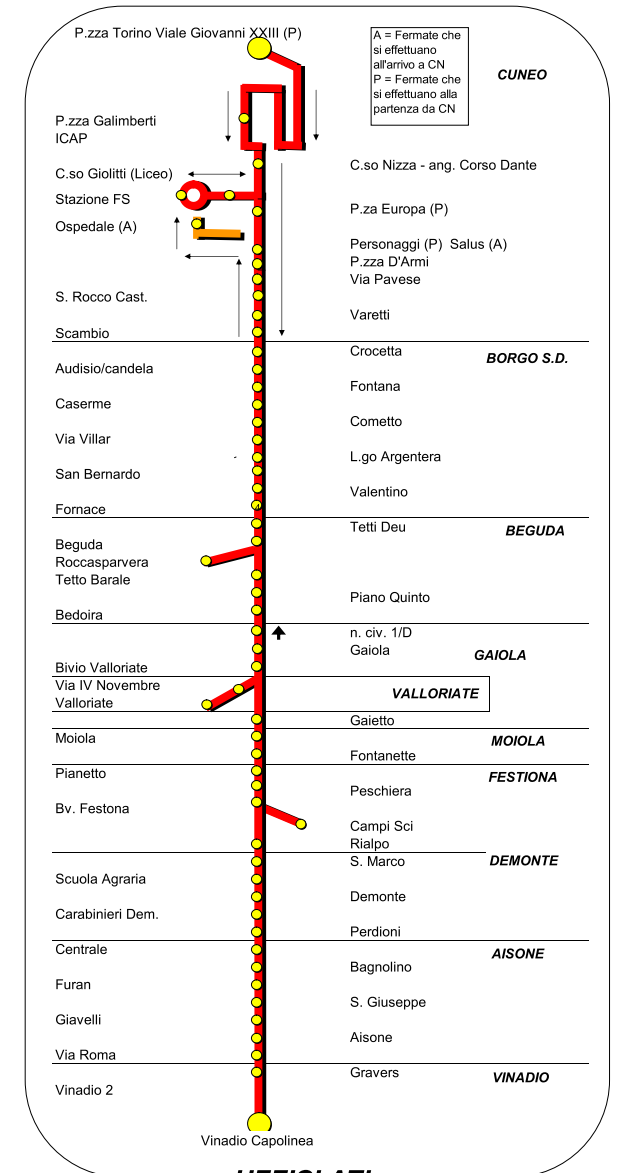 P.zza Torino Viale Giovanni XXIII (P)
A = Fermate che
si effettuano
all'arrivo a CN
P = Fermate che
si effettuano alla
partenza da CN
CUNEO
P.zza Galimberti
ICAP
C.so Nizza - ang. Corso Dante
C.so Giolitti (Liceo)
Stazione FS
P.za Europa (P)
Ospedale (A)
Personaggi (P) Salus (A)
P.zza D'Armi
Via Pavese
S. Rocco Cast.
Varetti
Scambio
Crocetta
BORGO S.D.
Audisio/candela
Fontana
Caserme
Cometto
Via Villar
L.go Argentera
San Bernardo
Valentino
Fornace
Tetti Deu
BEGUDA
Beguda
Roccasparvera
Tetto Barale
Piano Quinto
Bedoira
n. civ. 1/D
Gaiola
GAIOLA
Bivio Valloriate
Via IV Novembre
VALLORIATE
Valloriate
Gaietto
Moiola
MOIOLA
Fontanette
Pianetto
FESTIONA
Peschiera
Bv. Festona
Campi Sci
Rialpo
S. Marco
DEMONTE
Scuola Agraria
Demonte
Carabinieri Dem.
Perdioni
Centrale
AISONE
Bagnolino
Furan
S. Giuseppe
Giavelli
Aisone
Via Roma
Gravers
VINADIO
Vinadio 2
Vinadio Capolinea